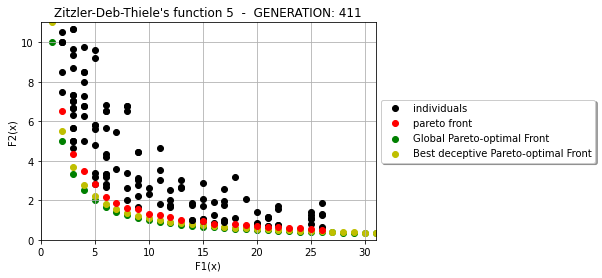 Zitzler-Deb-Thiele's function 5 - GENERATION: 411
10
8
6
4
2
0
F2(x)
0 5 10 15 20 25 30
F1(x)
individuals
pareto front
Global Pareto-optimal Front
Best deceptive Pareto-optimal Front